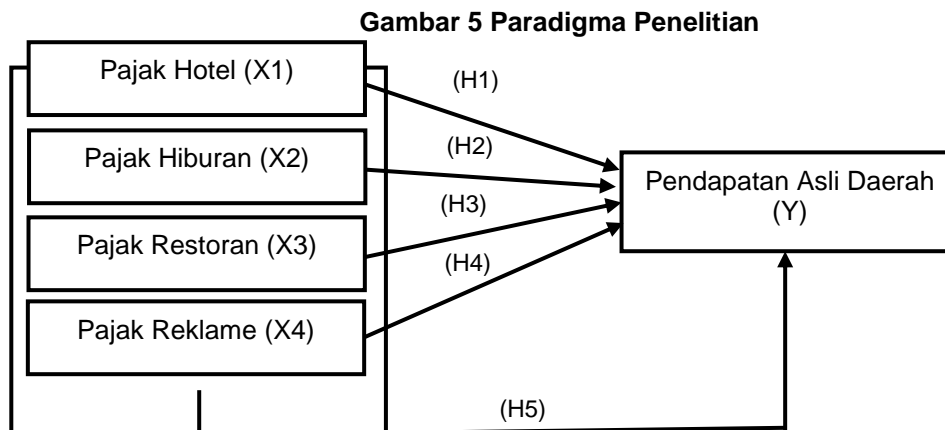 Gambar 5 Paradigma Penelitian
Pajak Hotel (X1)
(H1)
Pajak Hiburan (X2)
(H2)
Pendapatan Asli Daerah
(Y)
Pajak Restoran (X3)
(H3)
(H4)
Pajak Reklame (X4)
(H5)